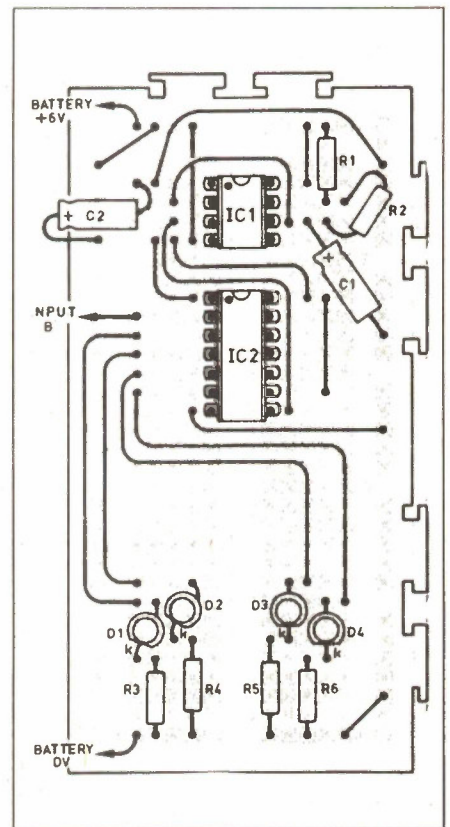 BATTERY
+6V
R1
IC1
R2
+ C2
+
C1
NPUT
B
IC2
D1
D2
D3
D4
k
k
k
k
R3
R4
R5
R6
BATTERY
0V